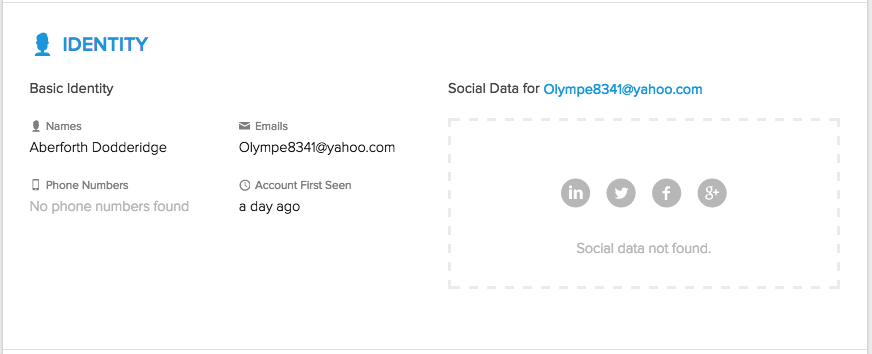 IDENTITY
Basic Identity
Names
Aberforth Dodderidge
Emails
Olympe8341@yahoo.com
Phone Numbers
No phone numbers found
Account First Seen
a day ago
Social Data for Olympe8341@yahoo.com
in f g+
Social data not found.